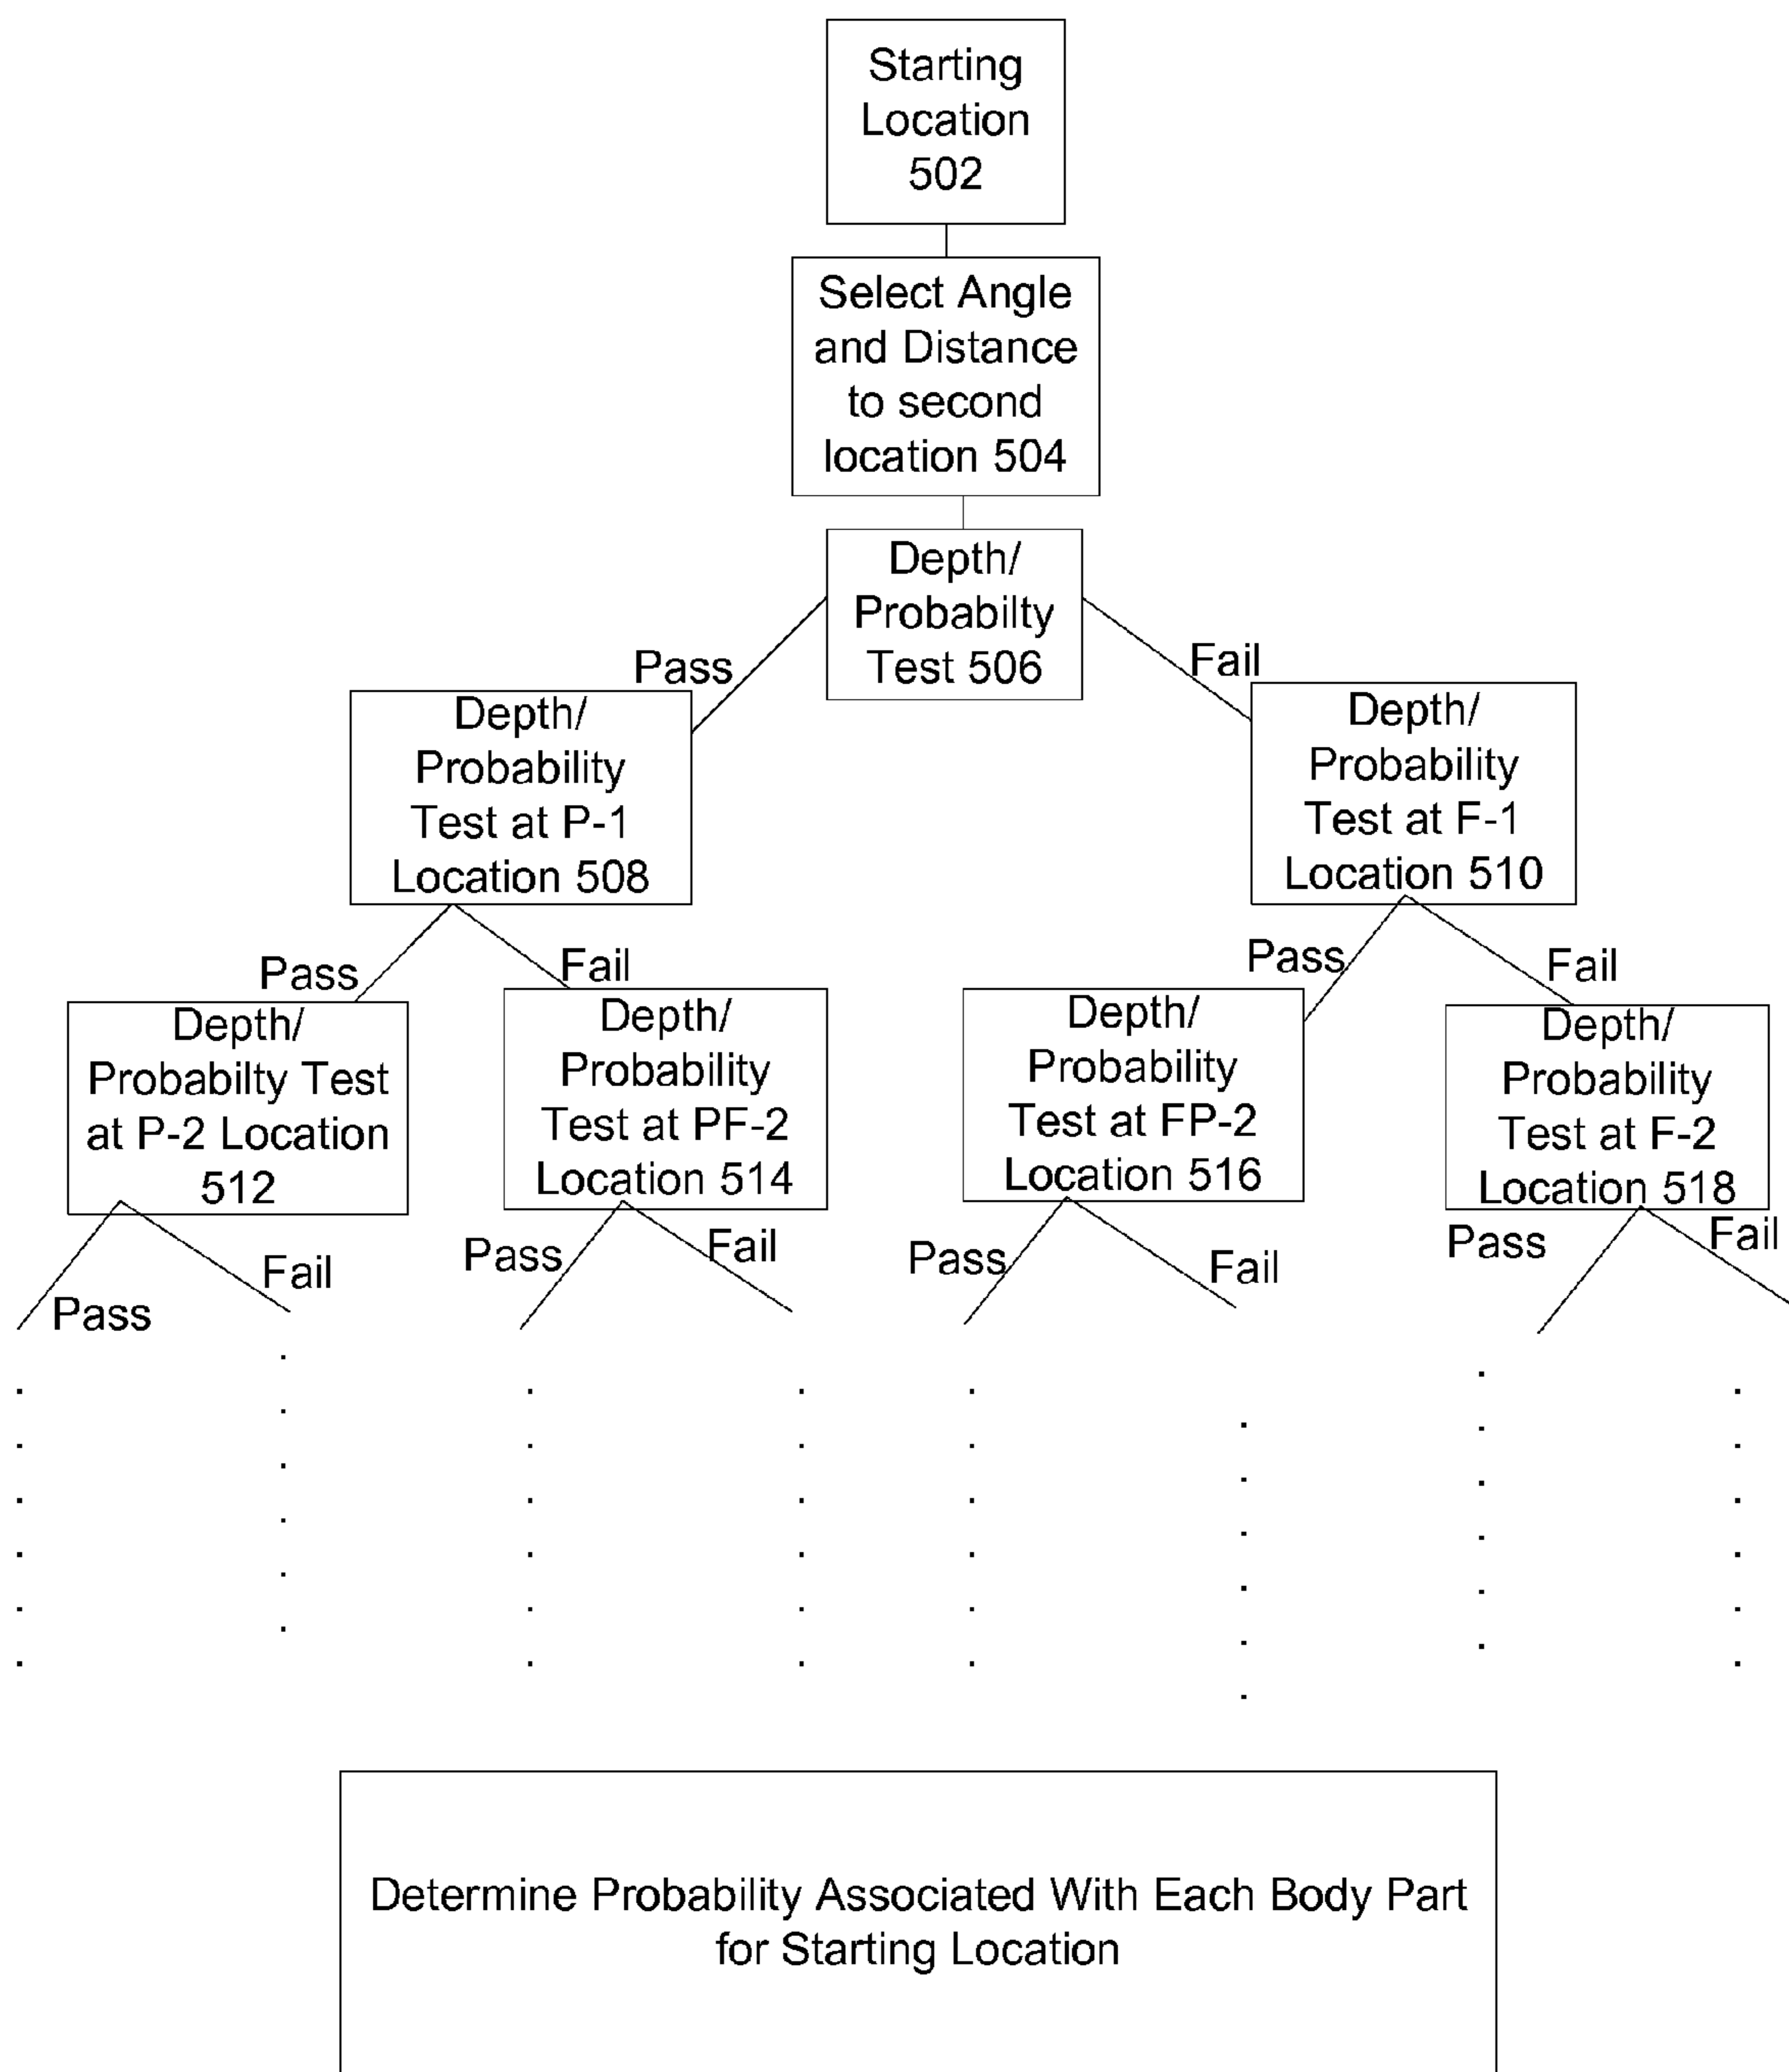 Starting
Location
502
Select Angle
and Distance
to second
location 504
Depth/
Probabilty
Test 506
Pass
Fail
Depth/
Probability
Test at P-1
Location 508
Depth/
Probability
Test at F-1
Location 510
Pass
Fail
Pass
Fail
Depth/
Probabilty Test
at P-2 Location
512
Depth/
Probability
Test at PF-2
Location 514
Depth/
Probability
Test at FP-2
Location 516
Depth/
Probability
Test at F-2
Location 518
Pass
Fail
Pass
Fail
Pass
Fail
Pass
Fail
Determine Probability Associated With Each Body Part
for Starting Location